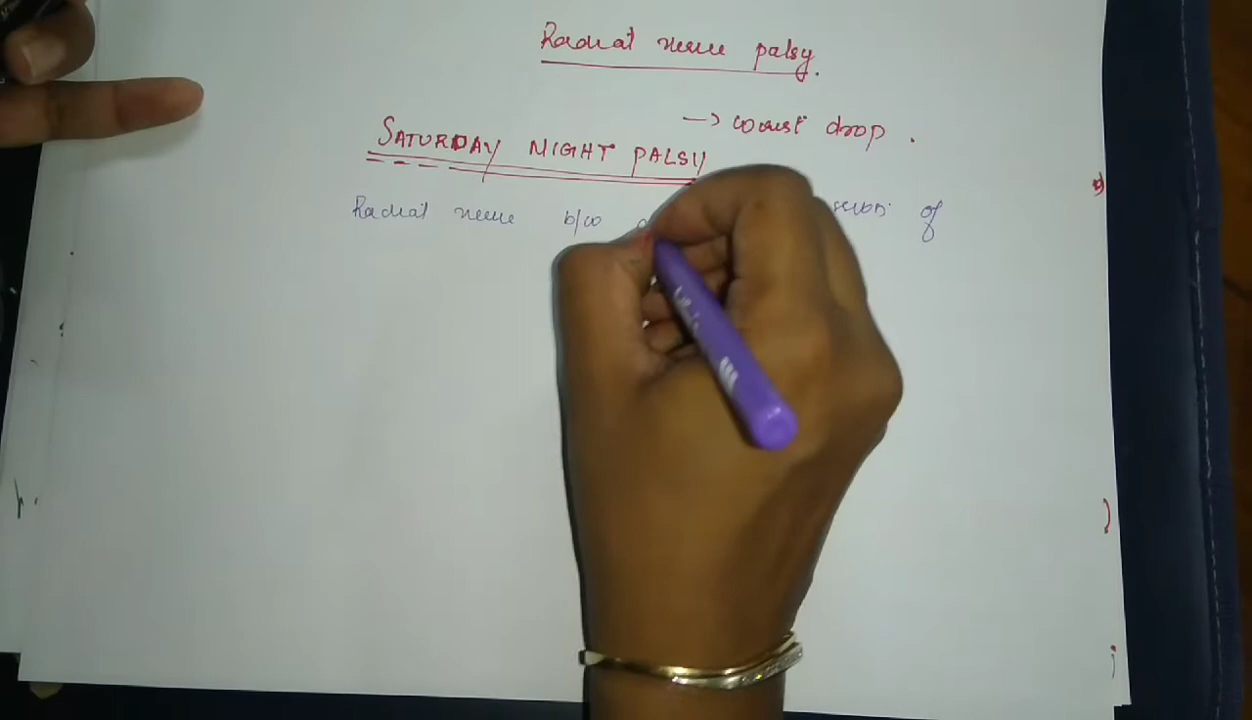 Radial nerve palsy.
→ wrist drop.
SATURDAY NIGHT PALSY
Radial nerve b/w of